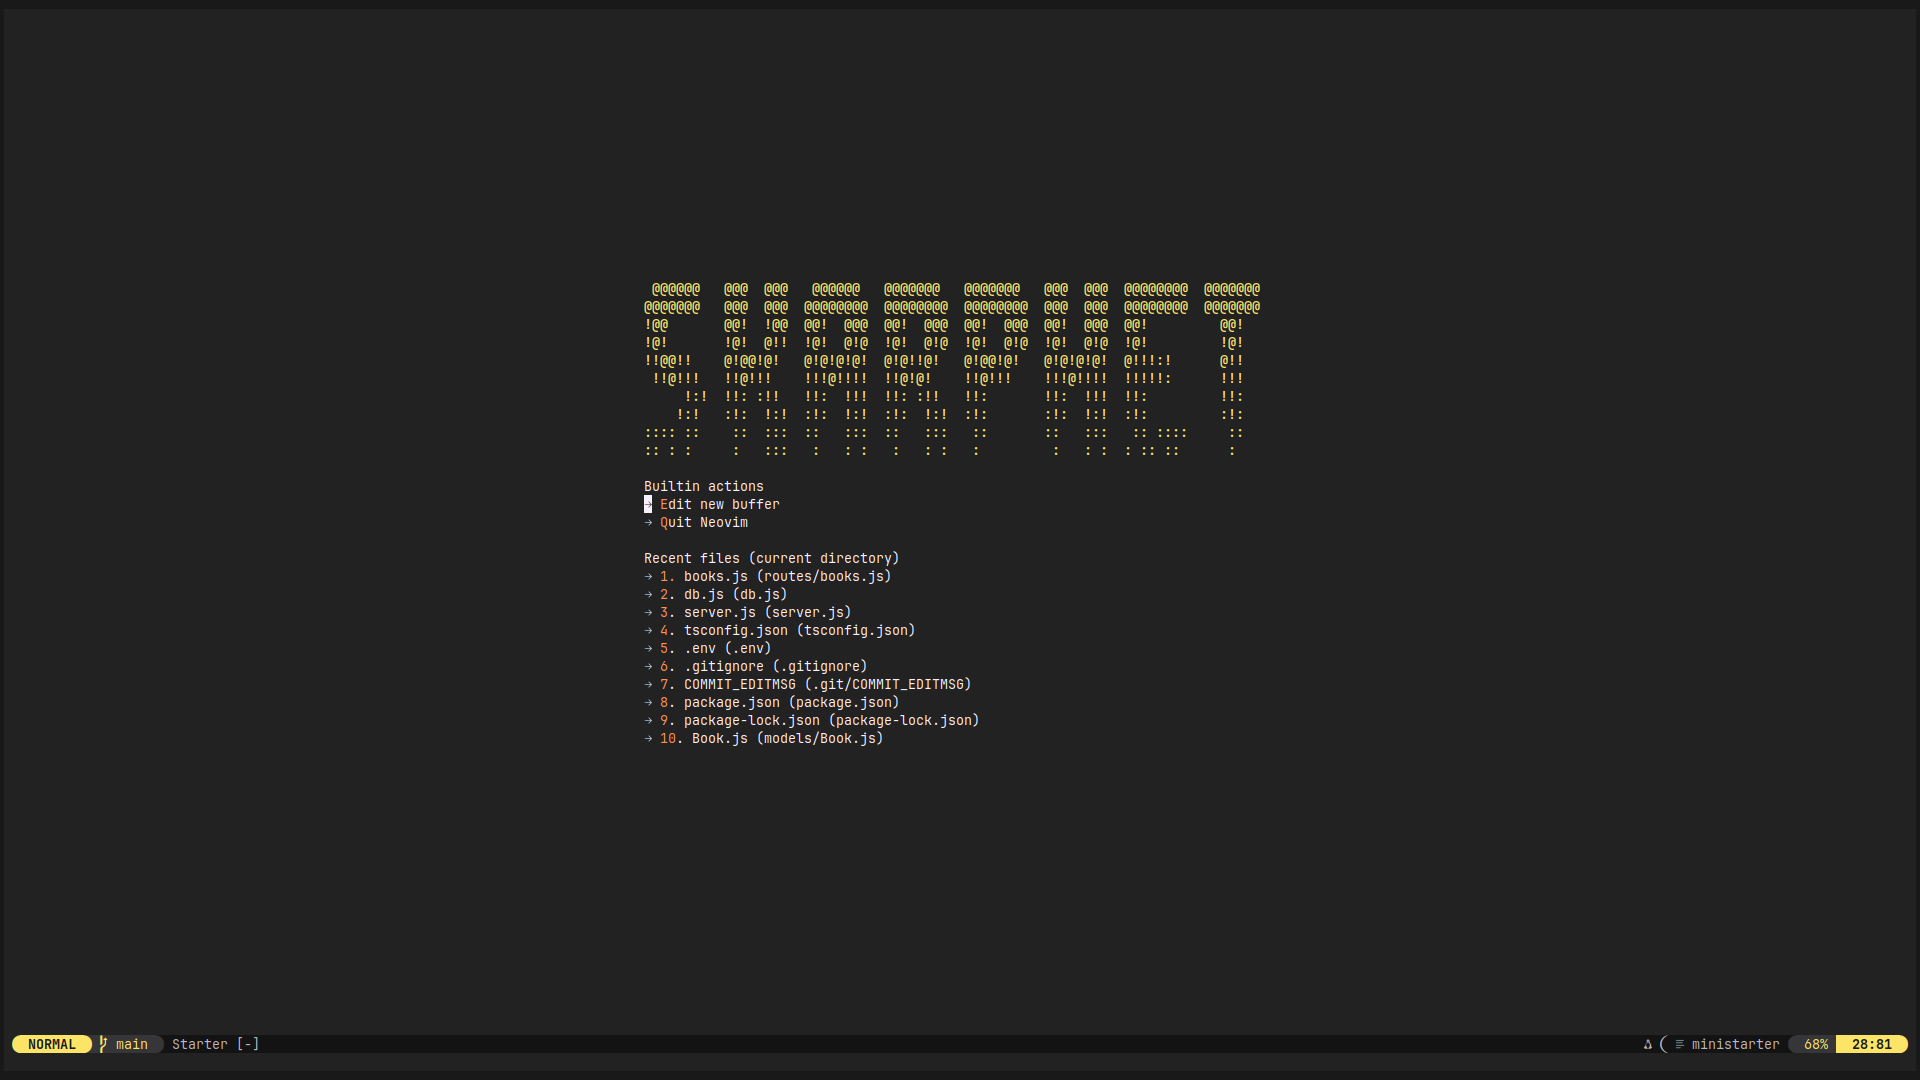 @@@@@@   @@@  @@@   @@@@@@   @@@@@@@   @@@@@@@   @@@  @@@  @@@@@@@@  @@@@@@@
@@@@@@@   @@@  @@@  @@@@@@@@  @@@@@@@@  @@@@@@@@  @@@  @@@  @@@@@@@@  @@@@@@@
!@@       @@!  !@@  @@!  @@@  @@!  @@@  @@!  @@@  @@!  @@@  @@!         @@!
!@!       !@!  @!!  !@!  @!@  !@!  @!@  !@!  @!@  !@!  @!@  !@!         !@!
!!@@!!    @!@@!@!   @!@!@!@!  @!@!!@!   @!@@!@!   @!@!@!@!  @!!!:!      @!!
 !!@!!!   !!@!!!    !!!@!!!!  !!@!@!    !!@!!!    !!!@!!!!  !!!!!:      !!!
     !:!  !!: :!!   !!:  !!!  !!: :!!   !!:       !!:  !!!  !!:         !!:
    !:!   :!:  !:!  :!:  !:!  :!:  !:!  :!:       :!:  !:!  :!:         :!:
:::: ::    ::  :::  ::   :::  ::   :::   ::       ::   :::   :: ::::     ::
:: : :     :   :::   :   : :   :   : :   :         :   : :  : :: ::      :
Builtin actions
→ Edit new buffer
→ Quit Neovim
Recent files (current directory)
→ 1. books.js (routes/books.js)
→ 2. db.js (db.js)
→ 3. server.js (server.js)
→ 4. tsconfig.json (tsconfig.json)
→ 5. .env (.env)
→ 6. .gitignore (.gitignore)
→ 7. COMMIT_EDITMSG (.git/COMMIT_EDITMSG)
→ 8. package.json (package.json)
→ 9. package-lock.json (package-lock.json)
→ 10. Book.js (models/Book.js)
NORMAL main Starter [-] ministarter 68% 28:81